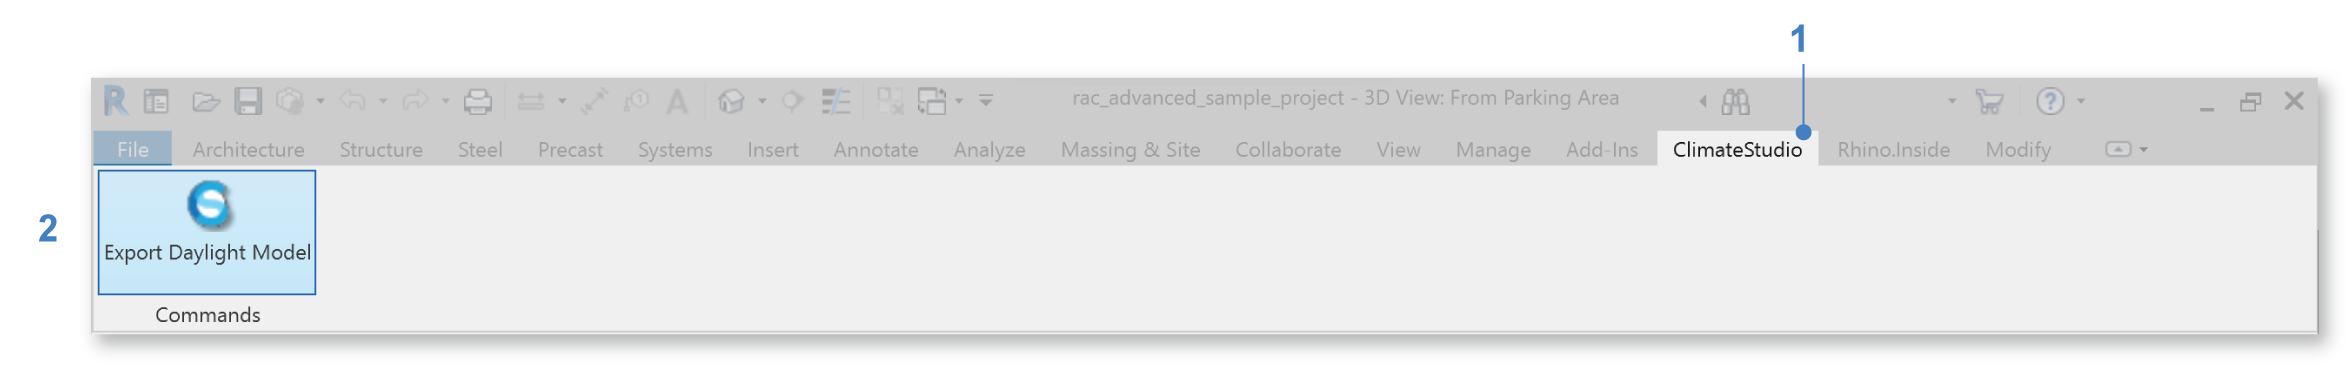 1
rac_advanced_sample_project - 3D View: From Parking Area
File Architecture Structure Steel Precast Systems Insert Annotate Analyze Massing & Site Collaborate View Manage Add-Ins ClimateStudio Rhino.Inside Modify
2
Export Daylight Model
Commands